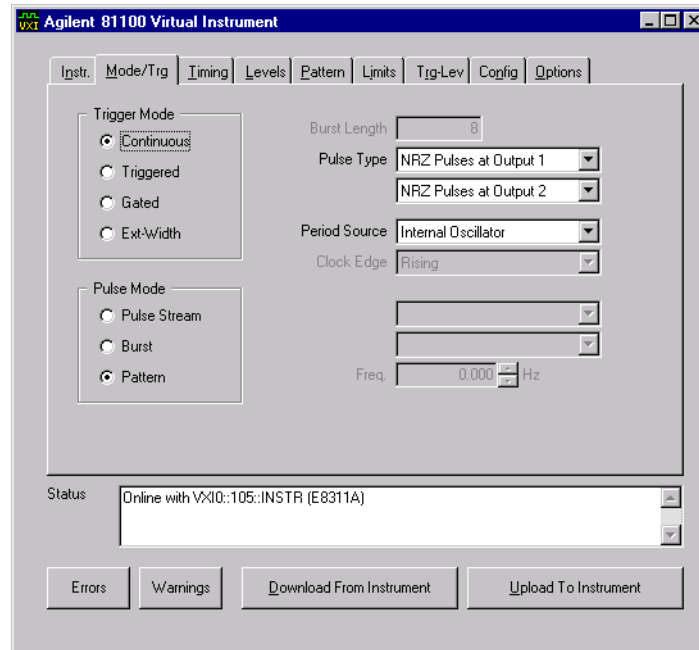 VXI Agilent 81100 Virtual Instrument
Instr. Mode/Trg Timing Levels Pattern Limits Trg-Lev Config Options
Trigger Mode
Continuous
Triggered
Gated
Ext-Width
Burst Length 8
Pulse Type NRZ Pulses at Output 1
NRZ Pulses at Output 2
Period Source Internal Oscillator
Clock Edge Rising
Pulse Mode
Pulse Stream
Burst
Pattern
Freq. 0.000 Hz
Status Online with VXI0::105::INSTR (E8311A)
Errors Warnings Download From Instrument Upload To Instrument